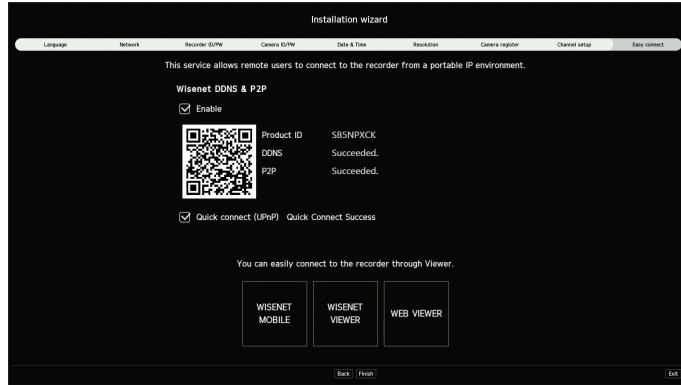 Installation wizard
Language Network Recorder ID/PW Camera ID/PW Date & Time Resolution Camera register Channel setup Easy connect
This service allows remote users to connect to the recorder from a portable IP environment.
Wisenet DDNS & P2P
Enable
Product ID SB5NPXCK
DDNS Succeeded.
P2P Succeeded.
Quick connect (UPnP) Quick Connect Success
You can easily connect to the recorder through Viewer.
WISENET MOBILE
WISENET VIEWER
WEB VIEWER
Back Finish Exit